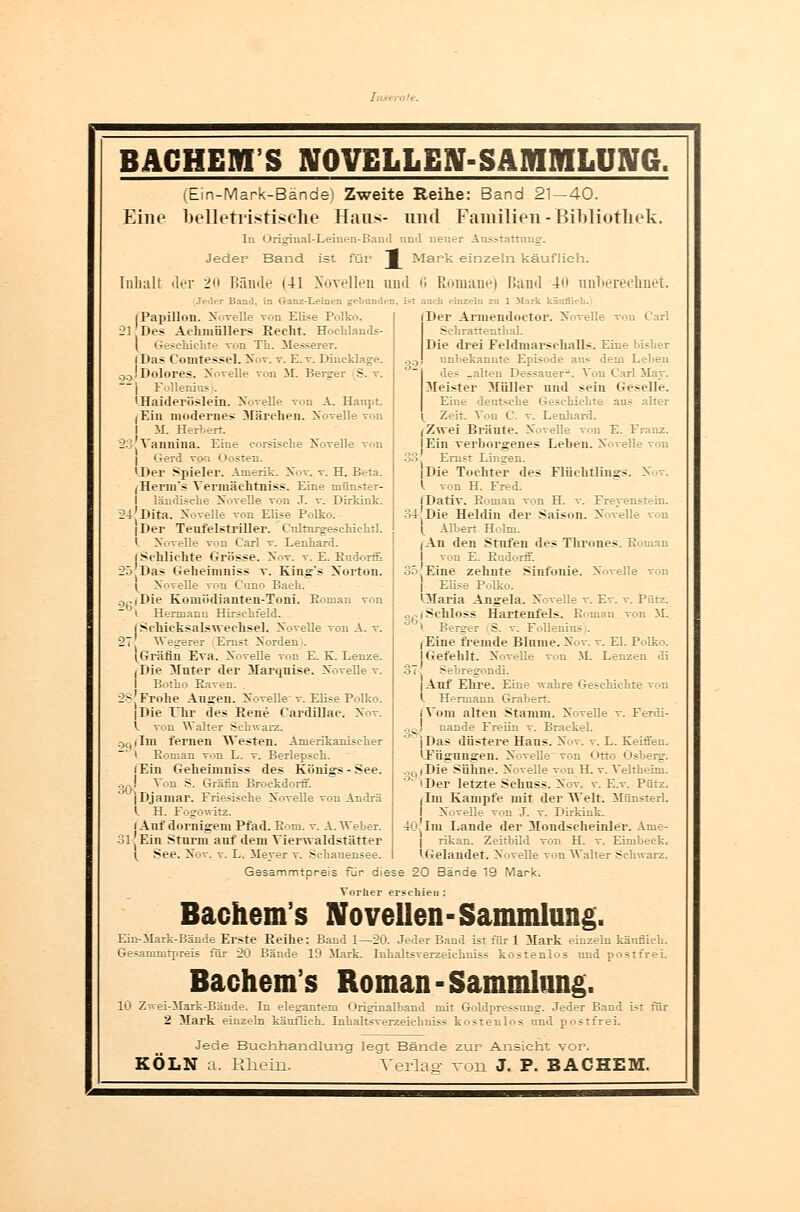 Inserate.
BACHEM'S NOVELLEN-SAMMLUNG.
(Ein-Mark-Bände) Zweite Reihe: Band 21—40.
Eine belletristische Haus- und Familien-Bibliothek.
In Original-Leinen-Band und neuer Ausstattung.
Jeder Band ist für 1 Mark einzeln käuflich.
Inhalt der 20 Bände (41 Novellen und 6 Romane) Band 40 unberechnet.
(Jeder Band, in Ganz-Leinen gebunden, ist auch einzeln zu 1 Mark käuflich.)
Papillon. Novelle von Elise Polko.
21 Des Achmüllers Recht. Hochlands-
Geschichte von Th. Messerer.
Das Comtessel. Nov. v. E. v. Dincklage.
22 Dolores. Novelle von M. Berger (S. v.
Follenius).
Haideröslein. Novelle von A. Haupt.
Ein modernes Märchen. Novelle von
M. Herbert.
23 Vannina. Eine corsische Novelle von
Gerd von Oosten.
Der Spieler. Amerik. Nov. v. H. Beta.
Herm's Vermächtniss. Eine münster-
ländische Novelle von J. v. Dirkink.
24 Dita. Novelle von Elise Polko.
Der Teufelstriller. Culturgeschichtl.
Novelle von Carl v. Lenhard.
Schlichte Grösse. Nov. v. E. Rudorff.
25 Das Geheimniss v. King's Norton.
Novelle von Cuno Bach.
26 Die Komödianten-Toni. Roman von
Hermann Hirschfeld.
Schicksalswechsel. Novelle von A. v.
27 Wegerer (Ernst Norden).
Gräfin Eva. Novelle von E. K. Lenze.
Die Muter der Marquise. Novelle v.
Botho Raven.
28 Frohe Augen. Novelle v. Elise Polko.
Die Uhr des René Cardillac. Nov.
von Walter Schwarz.
29 Im fernen Westen. Amerikanischer
Roman von L. v. Berlepsch.
Ein Geheimniss des Königs-See.
30 Von S. Gräfin Brockdorff.
Djamar. Friesische Novelle von Andrä
H. Fogowitz.
Auf dornigem Pfad. Rom. v. A. Weber.
31 Ein Sturm auf dem Vierwaldstätter
See. Nov. v. L. Meyer v. Schauensee.
Der Armendoctor. Novelle von Carl
Schrattenthal.
Die drei Feldmarschalls. Eine bisher
32 unbekannte Episode aus dem Leben
des „alten Dessauer". Von Carl May.
Meister Müller und sein Geselle.
Eine deutsche Geschichte aus alter
Zeit. Von C. v. Lenhard.
Zwei Bräute. Novelle von E. Franz.
Ein verborgenes Leben. Novelle von
33 Ernst Lingen.
Die Tochter des Flüchtlings. Nov.
von H. Fred.
Dativ. Roman von H. v. Freyenstein.
34 Die Heldin der Saison. Novelle von
Albert Holm.
An den Stufen des Thrones. Roman
von E. Rudorff.
35 Eine zehnte Sinfonie. Novelle von
Elise Polko.
Maria Angela. Novelle v. Ev. v. Pütz.
36 Schloss Hartenfels. Roman von M.
Berger (S. v. Follenius).
Eine fremde Blume. Nov. v. El. Polko.
Gefehlt. Novelle von M. Lenzen di
37 Sebregondi.
Auf Ehre. Eine wahre Geschichte von
Hermann Grabert.
Vom alten Stamm. Novelle v. Ferdi-
38 nande Freiin v. Brackel.
Das düstere Haus. Nov. v. L. Keiffen.
Fügungen. Novelle von Otto Osberg.
39 Die Sühne. Novelle von H. v. Veltheim.
Der letzte Schuss. Nov. v. E.v. Pütz.
Im Kampfe mit der Welt. Münsterl.
Novelle von J. v. Dirkink.
40 Im Lande der Mondscheinler. Ame-
rikan. Zeitbild von H. v. Eimbeck.
Gelandet. Novelle von Walter Schwarz.
Gesammtpreis für diese 20 Bände 19 Mark.
Vorher erschien:
Bachem's Novellen-Sammlung.
Ein-Mark-Bände Erste Reihe: Band 1—20. Jeder Band ist für 1 Mark einzeln käuflich.
Gesammtpreis für 20 Bände 19 Mark. Inhaltsverzeichniss kostenlos und postfrei.
Bachem's Roman-Sammlung.
10 Zwei-Mark-Bände. In elegantem Originalband mit Goldpressung. Jeder Band ist für
2 Mark einzeln käuflich. Inhaltsverzeichniss kostenlos und postfrei.
Jede Buchhandlung legt Bände zur Ansicht vor.
KÖLN a. Rhein. Verlag von J. P. BACHEM.